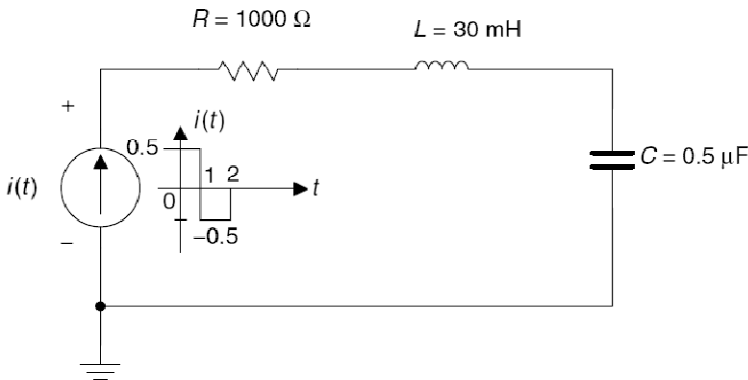 R = 1000 Ω
L = 30 mH
+
i(t)
0.5
1 2
t
i(t)
0
C = 0.5 μF
−0.5
−